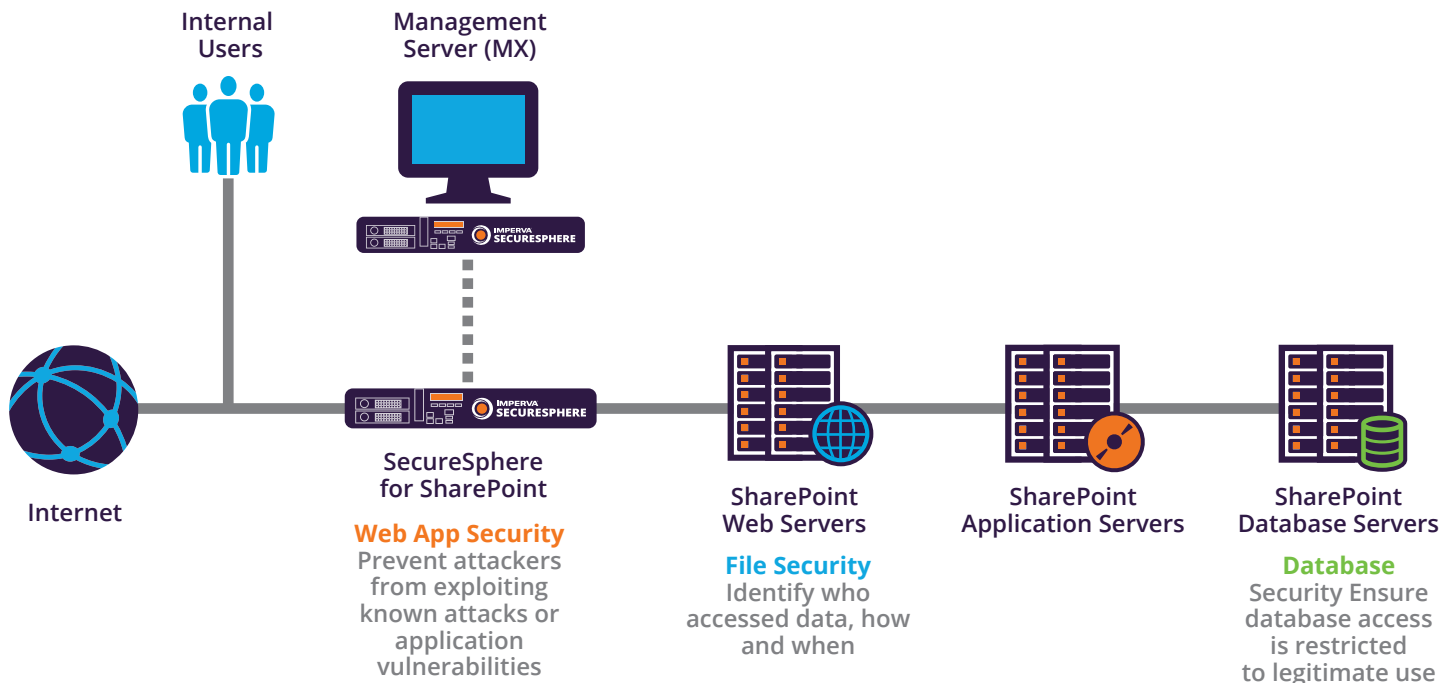 Internal
Users
Management
Server (MX)
IMPERVA
SECURESPHERE
IMPERVA
SECURESPHERE
Internet
SecureSphere
for SharePoint
Web App Security
Prevent attackers
from exploiting
known attacks or
application
vulnerabilities
SharePoint
Web Servers
File Security
Identify who
accessed data, how
and when
SharePoint
Application Servers
SharePoint
Database Servers
Database
Security Ensure
database access
is restricted
to legitimate use